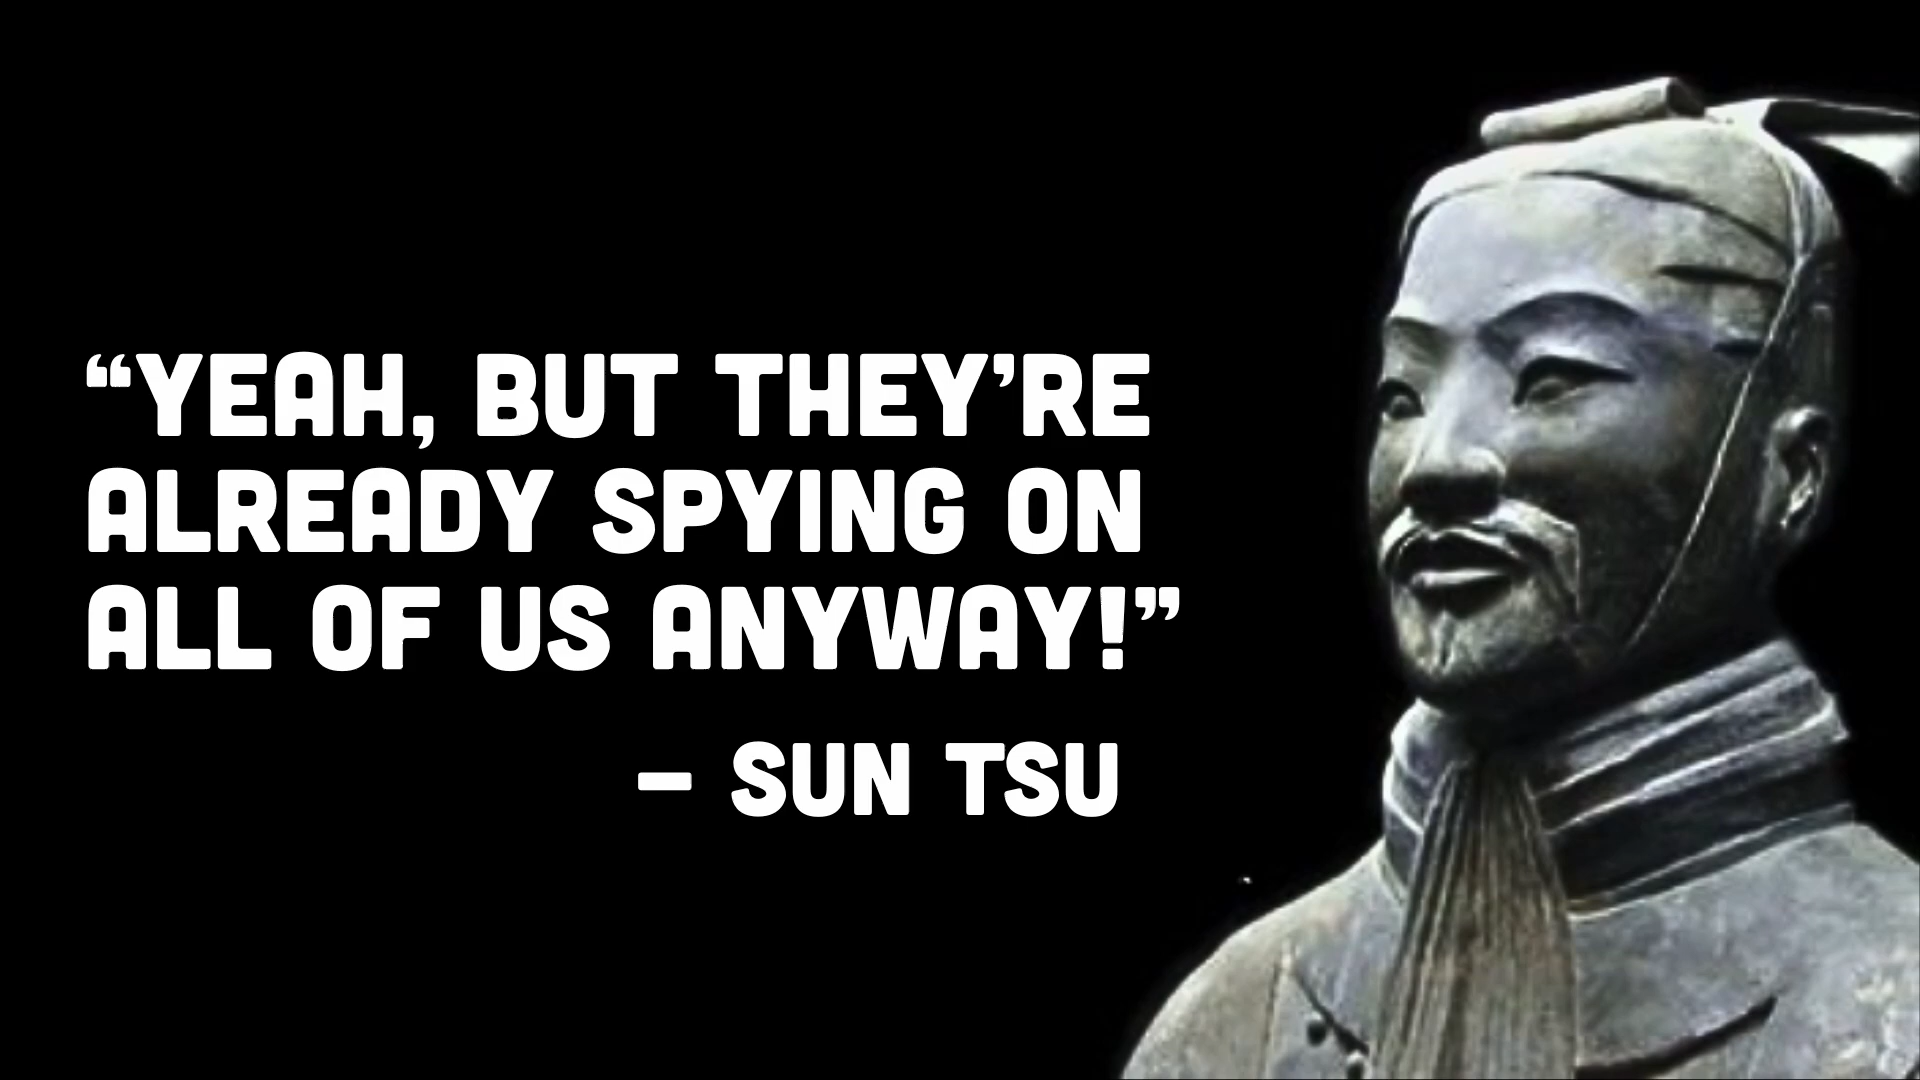 “YEAH, BUT THEY’RE
ALREADY SPYING ON
ALL OF US ANYWAY!”
– SUN TSU